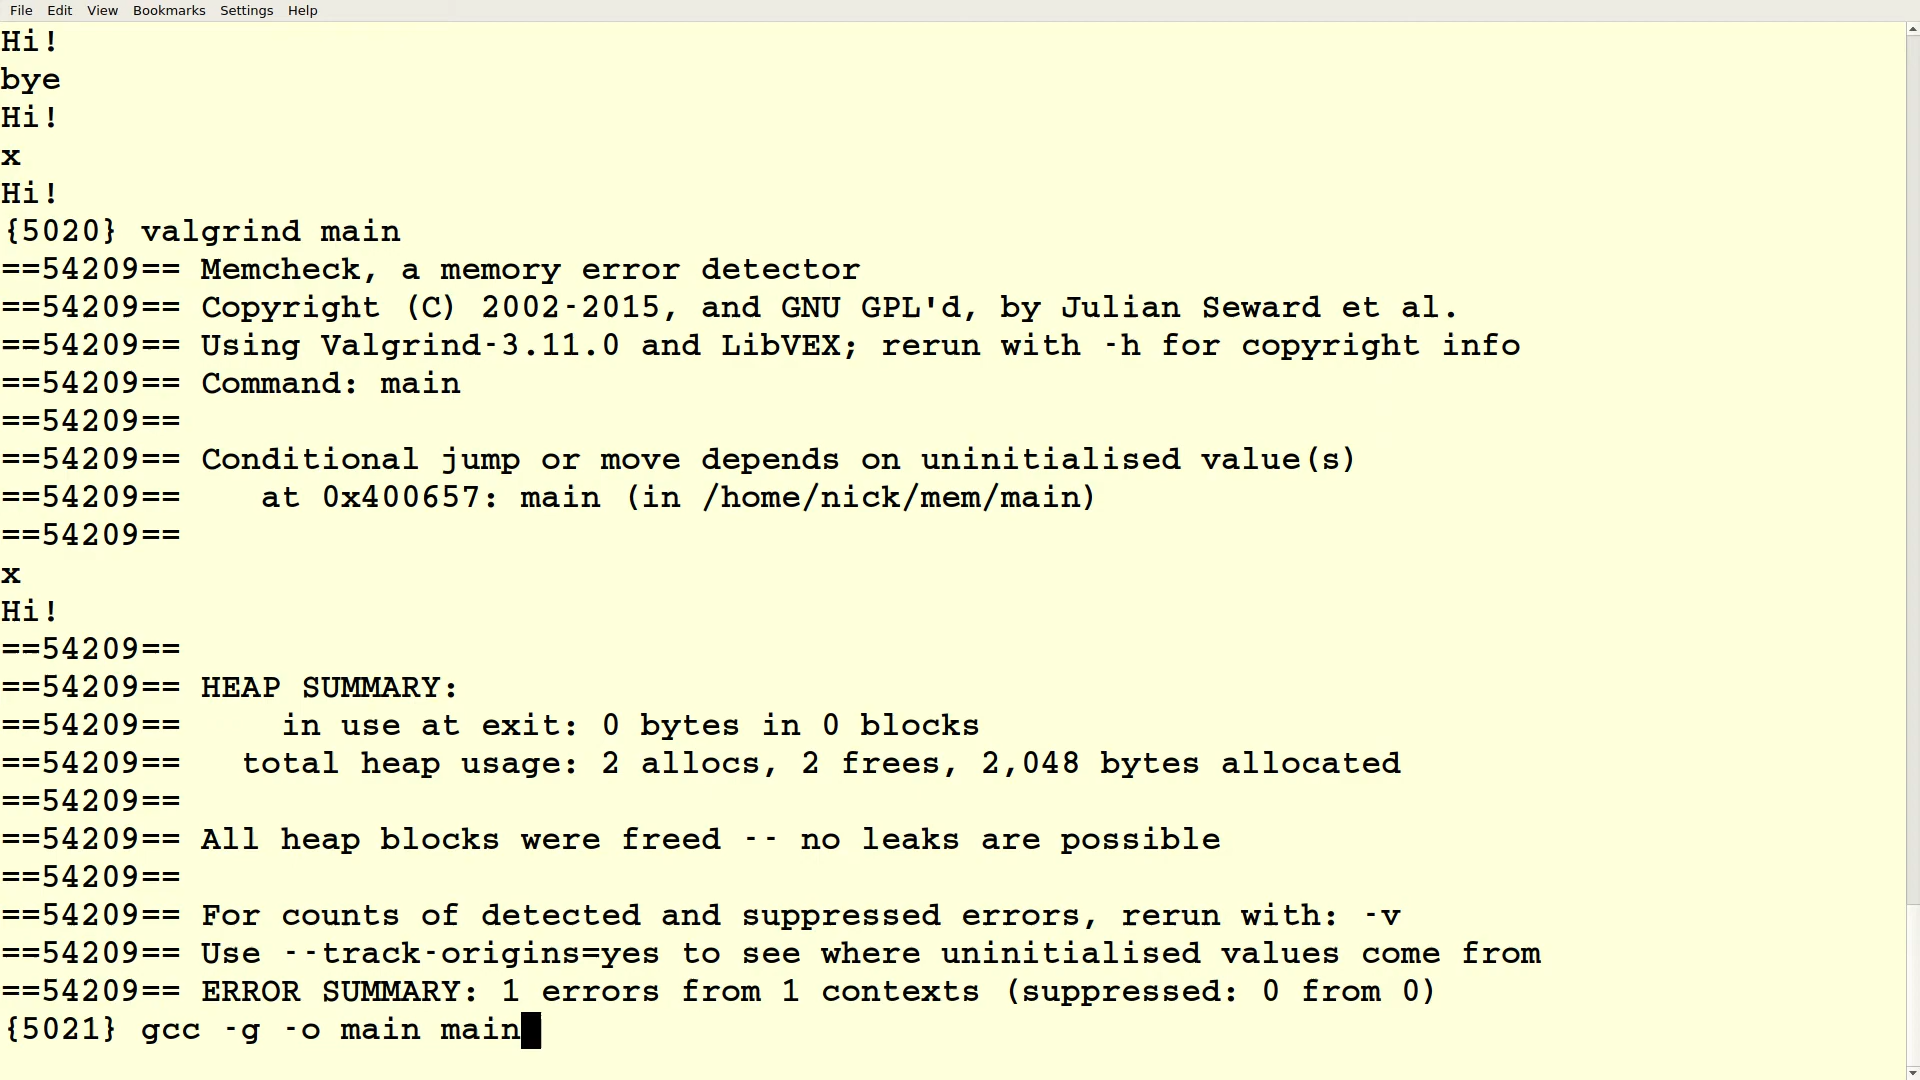 File Edit View Bookmarks Settings Help
Hi!
bye
Hi!
x
Hi!
{5020} valgrind main
==54209== Memcheck, a memory error detector
==54209== Copyright (C) 2002-2015, and GNU GPL'd, by Julian Seward et al.
==54209== Using Valgrind-3.11.0 and LibVEX; rerun with -h for copyright info
==54209== Command: main
==54209==
==54209== Conditional jump or move depends on uninitialised value(s)
==54209==    at 0x400657: main (in /home/nick/mem/main)
==54209==
x
Hi!
==54209==
==54209== HEAP SUMMARY:
==54209==     in use at exit: 0 bytes in 0 blocks
==54209==   total heap usage: 2 allocs, 2 frees, 2,048 bytes allocated
==54209==
==54209== All heap blocks were freed -- no leaks are possible
==54209==
==54209== For counts of detected and suppressed errors, rerun with: -v
==54209== Use --track-origins=yes to see where uninitialised values come from
==54209== ERROR SUMMARY: 1 errors from 1 contexts (suppressed: 0 from 0)
{5021} gcc -g -o main main